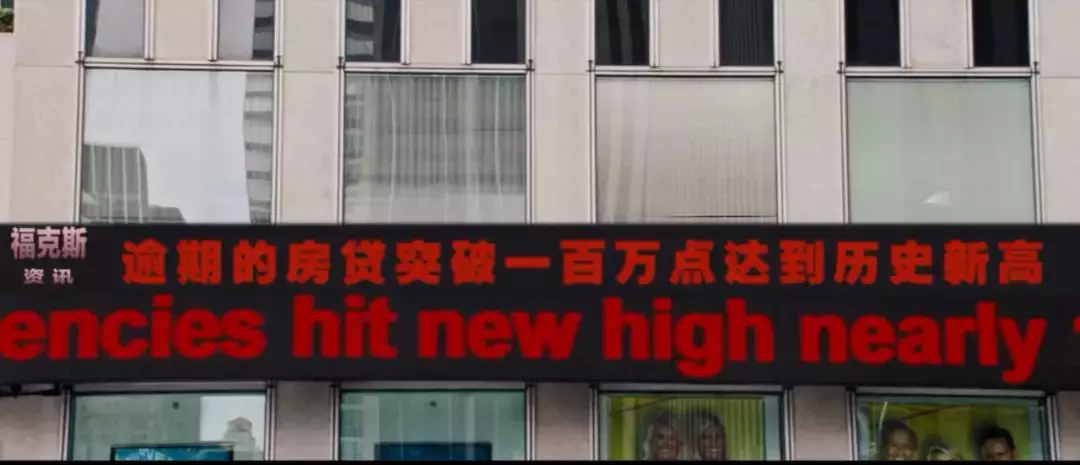 福克斯
资讯
逾期的房贷突破一百万点达到历史新高
encies hit new high nearly